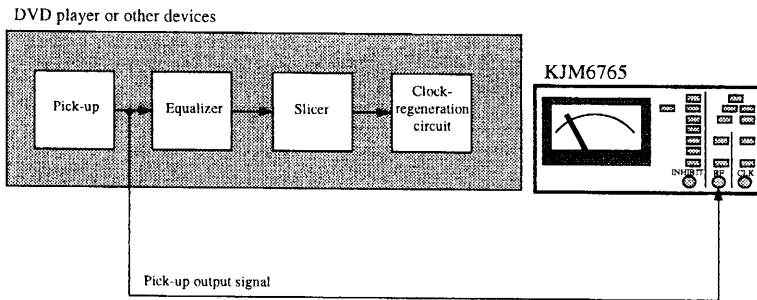 DVD player or other devices
KJM6765
Pick-up
Equalizer
Slicer
Clock-
regeneration
circuit
INHIBIT
RF
CLK
Pick-up output signal